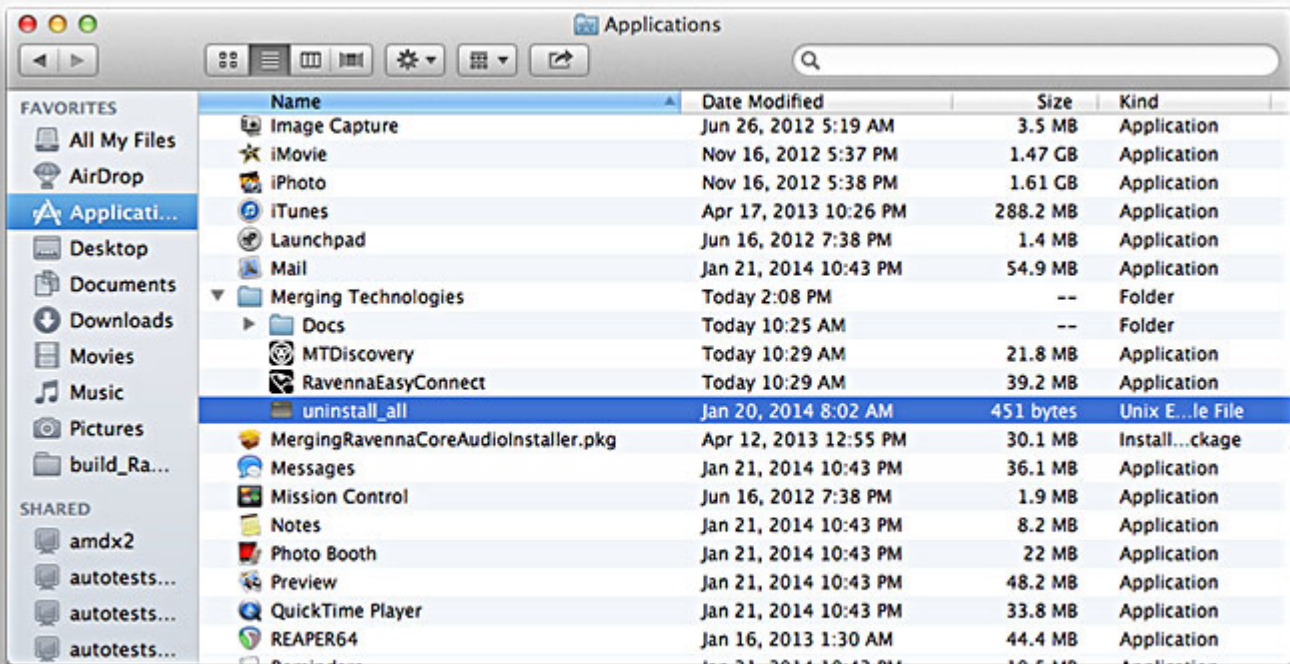 Applications
FAVORITES
All My Files
AirDrop
Applicati...
Desktop
Documents
Downloads
Movies
Music
Pictures
build_Ra...
SHARED
amdx2
autotests...
autotests...
autotests...
Name Date Modified Size Kind
Image Capture Jun 26, 2012 5:19 AM 3.5 MB Application
iMovie Nov 16, 2012 5:37 PM 1.47 GB Application
iPhoto Nov 16, 2012 5:38 PM 1.61 GB Application
iTunes Apr 17, 2013 10:26 PM 288.2 MB Application
Launchpad Jun 16, 2012 7:38 PM 1.4 MB Application
Mail Jan 21, 2014 10:43 PM 54.9 MB Application
Merging Technologies Today 2:08 PM -- Folder
Docs Today 10:25 AM -- Folder
MTDiscovery Today 10:29 AM 21.8 MB Application
RavennaEasyConnect Today 10:29 AM 39.2 MB Application
uninstall_all Jan 20, 2014 8:02 AM 451 bytes Unix E...le File
MergingRavennaCoreAudioInstaller.pkg Apr 12, 2013 12:55 PM 30.1 MB Install...ckage
Messages Jan 21, 2014 10:43 PM 36.1 MB Application
Mission Control Jun 16, 2012 7:38 PM 1.9 MB Application
Notes Jan 21, 2014 10:43 PM 8.2 MB Application
Photo Booth Jan 21, 2014 10:43 PM 22 MB Application
Preview Jan 21, 2014 10:43 PM 48.2 MB Application
QuickTime Player Jan 21, 2014 10:43 PM 33.8 MB Application
REAPER64 Jan 16, 2013 1:30 AM 44.4 MB Application